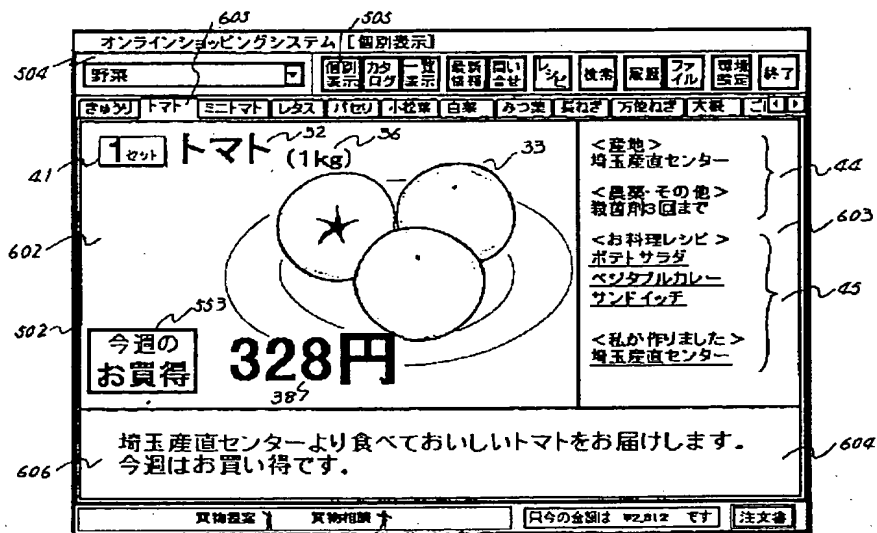 603
505
オンラインショッピングシステム [個別表示]
504
野菜
個別表示 カタログ 一覧表示 最新情報 問い合せ レシピ 検索 履歴 ファイル 環境設定 終了
きゅうり トマト ミニトマト レタス パセリ 小松菜 白菜 みつ葉 長ねぎ 万能ねぎ 大根
41
1セット トマト (1kg)
32
36
33
<産地>
埼玉産直センター
44
<農薬・その他>
殺菌剤3回まで
603
602
<お料理レシピ>
ポテトサラダ
ベジタブルカレー
サンドイッチ
45
553
502
今週の
お買得
328円
38
<私が作りました>
埼玉産直センター
埼玉産直センターより食べておいしいトマトをお届けします。
今週はお買い得です。
606
604
買物提案 買物相談 只今の金額は ¥2,812 です 注文書